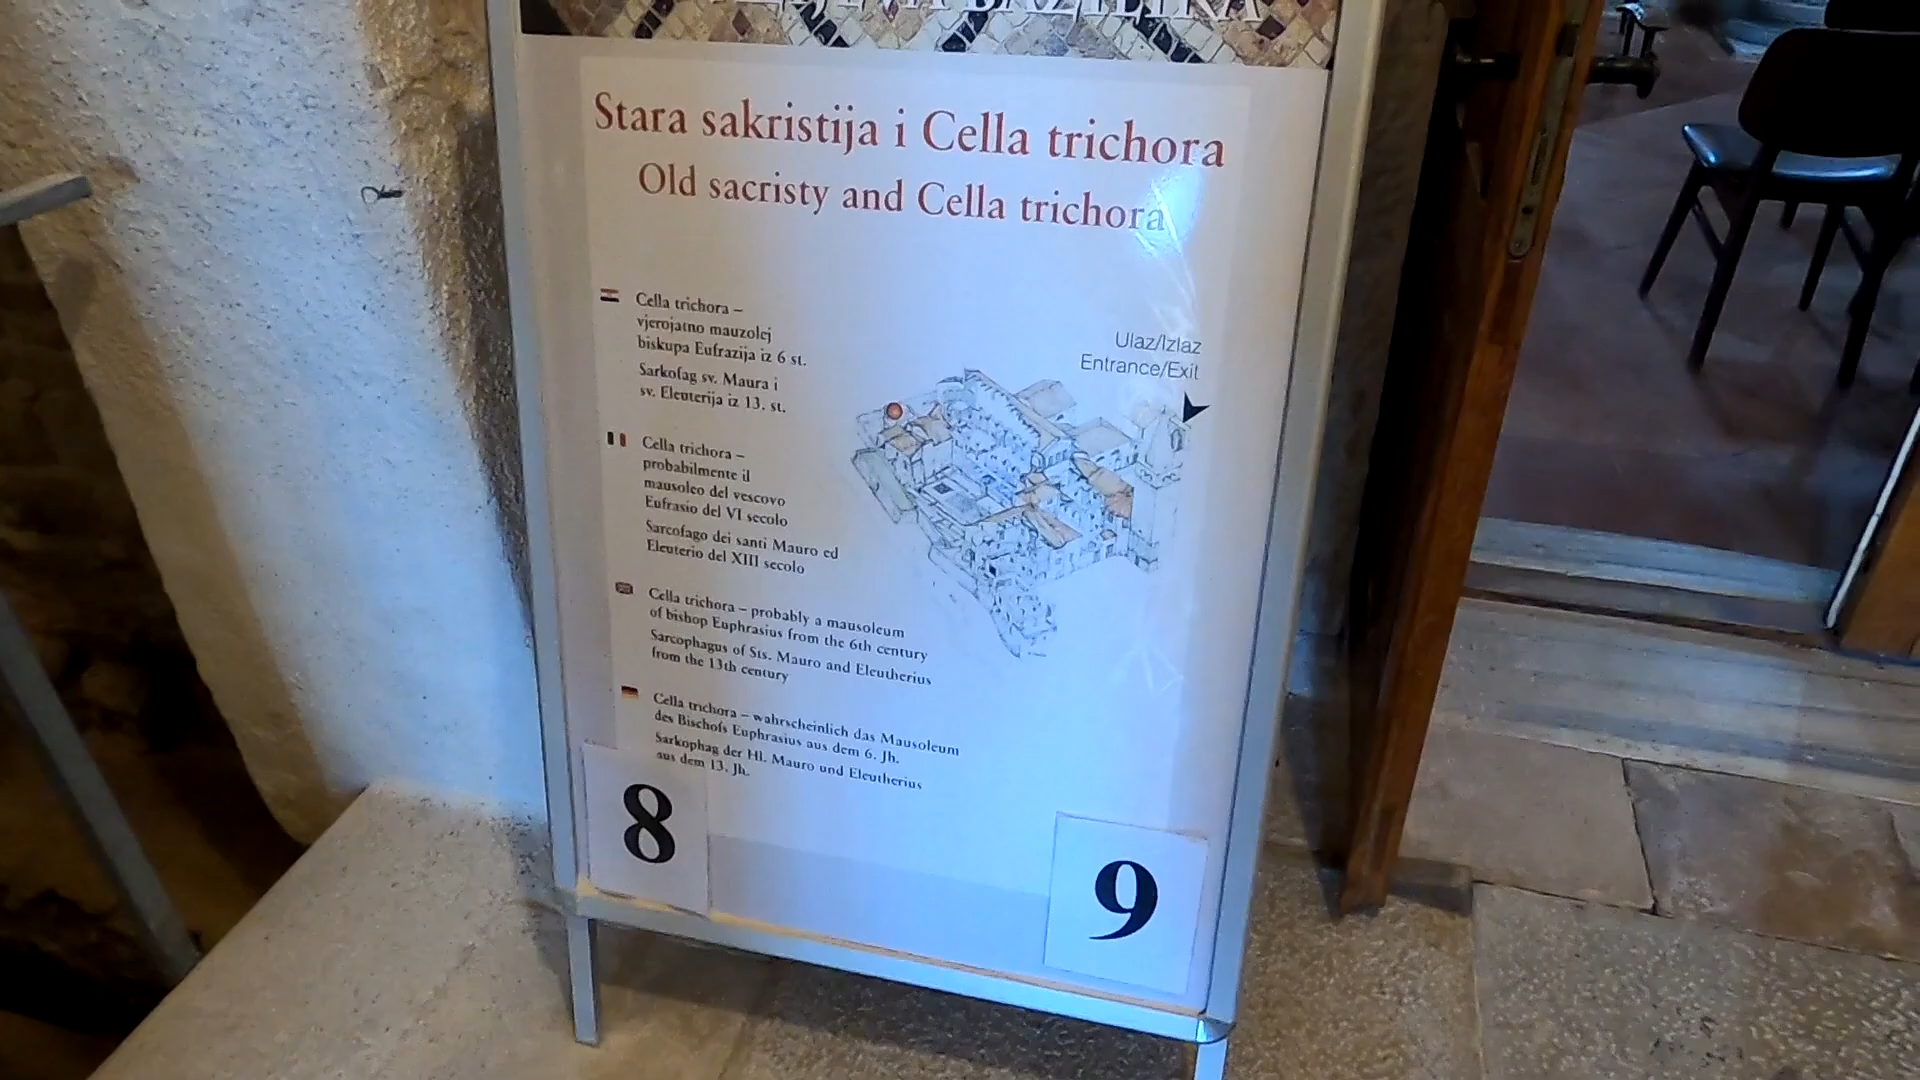 BAZILIKA
Stara sakristija i Cella trichora
Old sacristy and Cella trichora
Cella trichora –
vjerojatno mauzolej
biskupa Eufrazija iz 6 st.
Sarkofag sv. Maura i
sv. Eleuterija iz 13. st.
Ulaz/Izlaz
Entrance/Exit
Cella trichora –
probabilmente il
mausoleo del vescovo
Eufrasio del VI secolo
Sarcofago dei santi Mauro ed
Eleuterio del XIII secolo
Cella trichora – probably a mausoleum
of bishop Euphrasius from the 6th century
Sarcophagus of Sts. Mauro and Eleutherius
from the 13th century
Cella trichora – wahrscheinlich das Mausoleum
des Bischofs Euphrasius aus dem 6. Jh.
Sarkophag der Hl. Mauro und Eleutherius
aus dem 13. Jh.
8
9